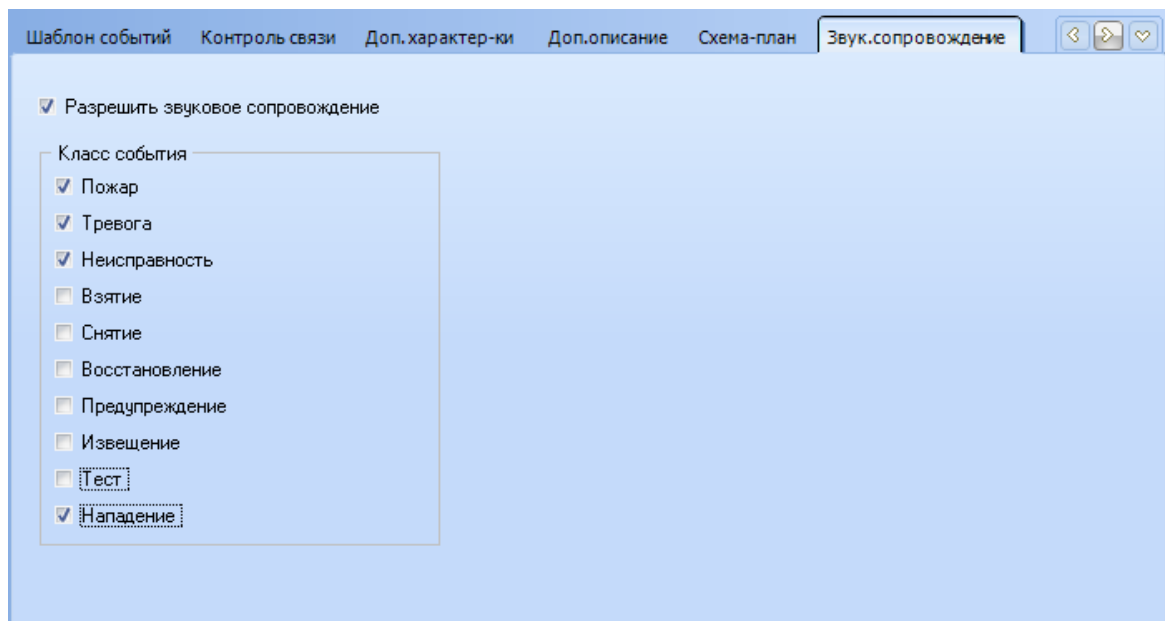 Шаблон событий Контроль связи Доп.характер-ки Доп.описание Схема-план Звук.сопровождение
Разрешить звуковое сопровождение
Класс события
Пожар
Тревога
Неисправность
Взятие
Снятие
Восстановление
Предупреждение
Извещение
Тест
Нападение